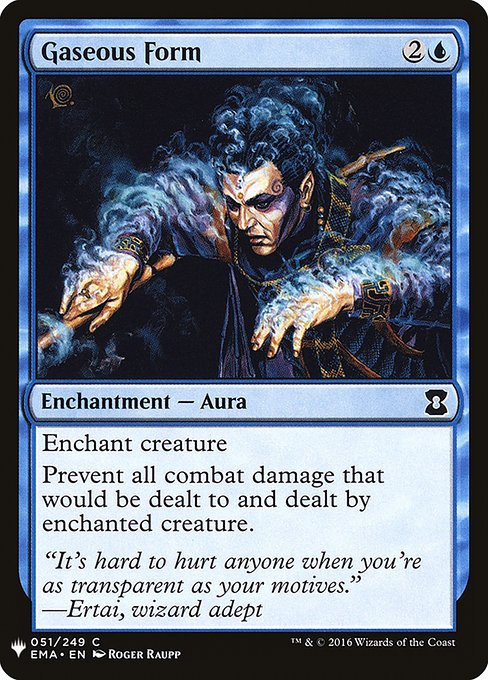 Gaseous Form 2
Enchantment — Aura
Enchant creature
Prevent all combat damage that
would be dealt to and dealt by
enchanted creature.
“It’s hard to hurt anyone when you’re
as transparent as your motives.”
—Ertai, wizard adept
051/249 C
EMA • EN Roger Raupp
™ & © 2016 Wizards of the Coast